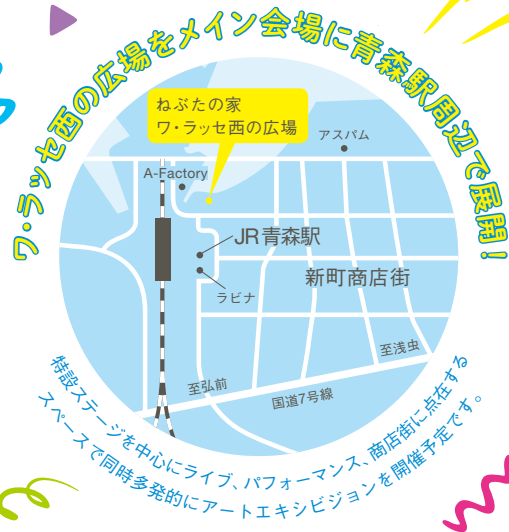 ワ・ラッセ西の広場をメイン会場に青森駅周辺で展開！
ねぶたの家
ワ・ラッセ西の広場
アスパム
A-Factory
JR青森駅
新町商店街
ラビナ
至浅虫
至弘前
国道7号線
特設ステージを中心にライブ、パフォーマンス、商店街に点在する
スペースで同時多発的にアートエキシビジョンを開催予定です。